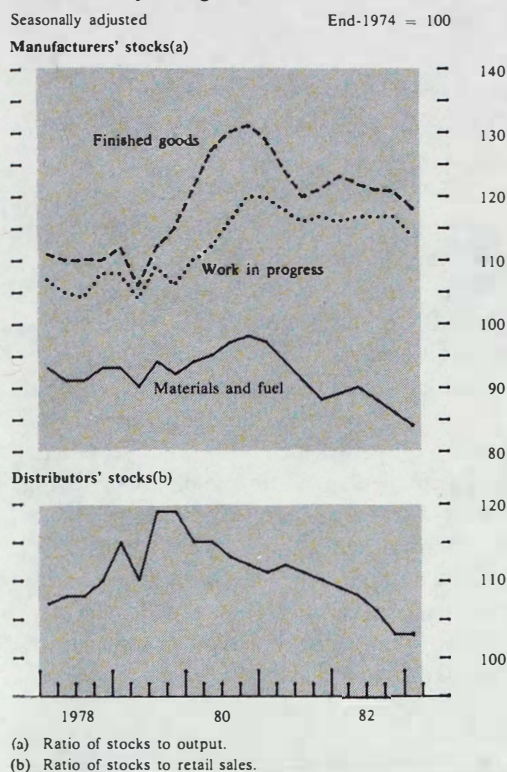 Seasonally adjusted End-1974 = 100
Manufacturers' stocks(a)
140
130
Finished goods
120
110
Work in progress
100
90
Materials and fuel
80
Distributors' stocks(b)
120
110
100
1978 80 82
(a) Ratio of stocks to output.
(b) Ratio of stocks to retail sales.